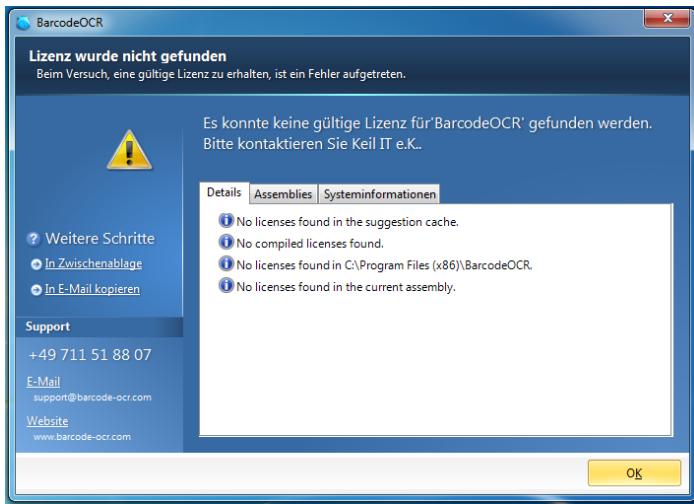 BarcodeOCR
Lizenz wurde nicht gefunden
Beim Versuch, eine gültige Lizenz zu erhalten, ist ein Fehler aufgetreten.
Es konnte keine gültige Lizenz für'BarcodeOCR' gefunden werden.
Bitte kontaktieren Sie Keil IT e.K..
Details Assemblies Systeminformationen
No licenses found in the suggestion cache.
No compiled licenses found.
No licenses found in C:\Program Files (x86)\BarcodeOCR.
No licenses found in the current assembly.
Weitere Schritte
In Zwischenablage
In E-Mail kopieren
Support
+49 711 51 88 07
E-Mail
support@barcode-ocr.com
Website
www.barcode-ocr.com
OK